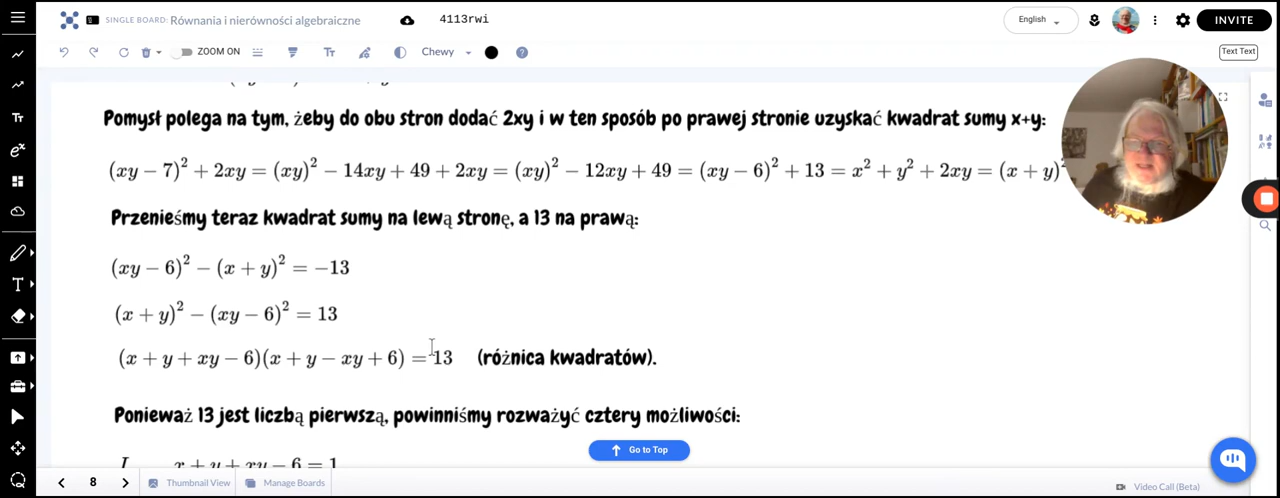 SINGLE BOARD: Równania i nierówności algebraiczne
4113rwi
English
INVITE
ZOOM ON
Tт
Chewy
Text Text
Pomysł polega na tym, żeby do obu stron dodać 2xy i w ten sposób po prawej stronie uzyskać kwadrat sumy x+y:
(xy − 7)² + 2xy = (xy)² − 14xy + 49 + 2xy = (xy)² − 12xy + 49 = (xy − 6)² + 13 = x² + y² + 2xy = (x + y)²
Przenieśmy teraz kwadrat sumy na lewą stronę, a 13 na prawą:
(xy − 6)² − (x + y)² = −13
(x + y)² − (xy − 6)² = 13
(x + y + xy − 6)(x + y − xy + 6) = 13 (różnica kwadratów).
Ponieważ 13 jest liczbą pierwszą, powinniśmy rozważyć cztery możliwości:
I x + y + xy − 6 = 1
Go to Top
8
Thumbnail View
Manage Boards
Video Call (Beta)